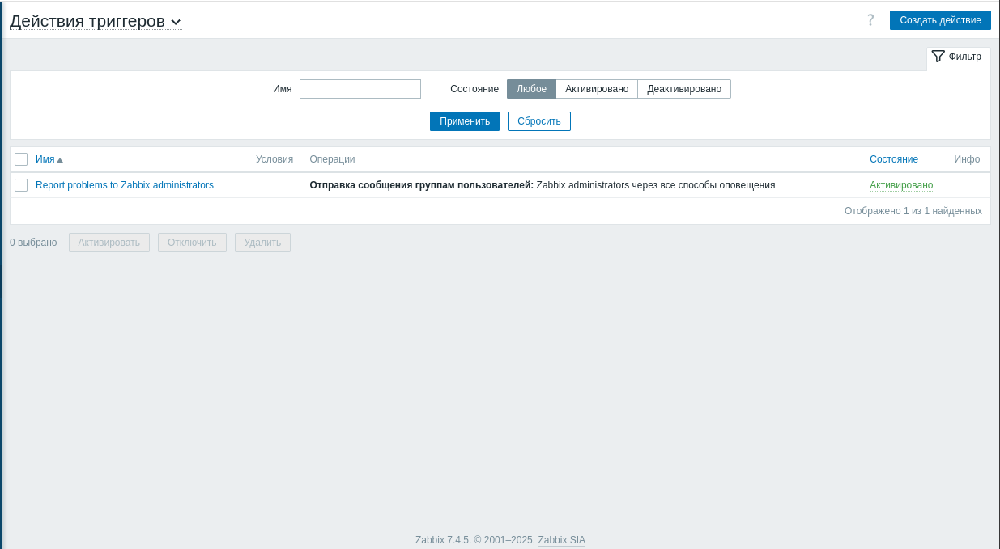 Действия триггеров
? Создать действие
Фильтр
Имя Состояние Любое Активировано Деактивировано
Применить Сбросить
Имя Условия Операции Состояние Инфо
Report problems to Zabbix administrators Отправка сообщения группам пользователей: Zabbix administrators через все способы оповещения Активировано
Отображено 1 из 1 найденных
0 выбрано Активировать Отключить Удалить
Zabbix 7.4.5. © 2001–2025, Zabbix SIA